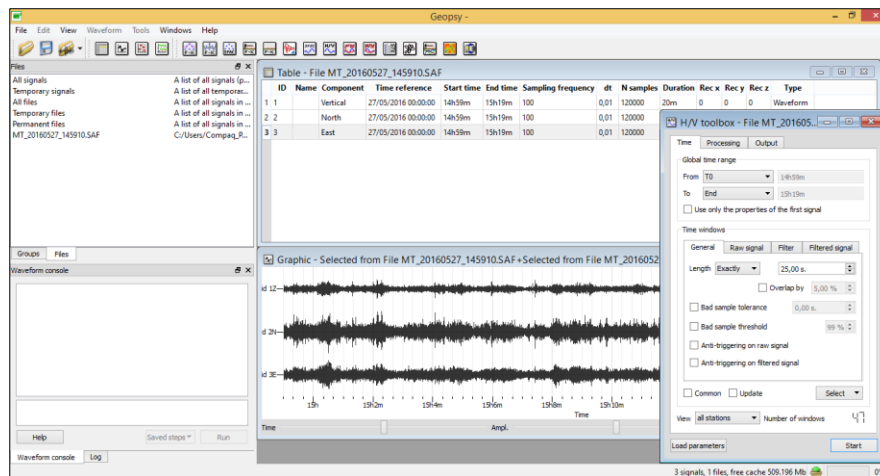 Geopsy -
File Edit View Waveform Tools Windows Help
Files
All signals A list of all signals (p...
Temporary signals A list of all temporar...
All files A list of all signals in ...
Temporary files A list of all signals in ...
Permanent files A list of all signals in ...
MT_20160527_145910.SAF C:/Users/Compaq_P...
Groups Files
Waveform console
Help Saved steps Run
Waveform console Log
Table - File MT_20160527_145910.SAF
ID Name Component Time reference Start time End time Sampling frequency dt N samples Duration Rec x Rec y Rec z Type
1 1 Vertical 27/05/2016 00:00:00 14h59m 15h19m 100 0,01 120000 20m 0 0 0 Waveform
2 2 North 27/05/2016 00:00:00 14h59m 15h19m 100 0,01 120000
3 3 East 27/05/2016 00:00:00 14h59m 15h19m 100 0,01 120000
Graphic - Selected from File MT_20160527_145910.SAF+Selected from File MT_201605
id 1Z
id 2N
id 3E
15h 15h2m 15h4m 15h6m 15h8m 15h10m
Time
Time Ampl.
H/V toolbox - File MT_201605...
Time Processing Output
Global time range
From T0 14h59m
To End 15h19m
Use only the properties of the first signal
Time windows
General Raw signal Filter Filtered signal
Length Exactly 25,00 s.
Overlap by 5,00 %
Bad sample tolerance 0,00 s.
Bad sample threshold 99 %
Anti-triggering on raw signal
Anti-triggering on filtered signal
Common Update Select
View all stations Number of windows 47
Load parameters Start
3 signals, 1 files, free cache 509.196 Mb